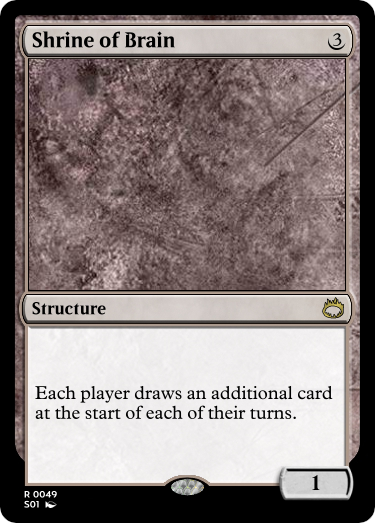 Shrine of Brain 3
Structure
Each player draws an additional card
at the start of each of their turns.
1
R 0049
S01